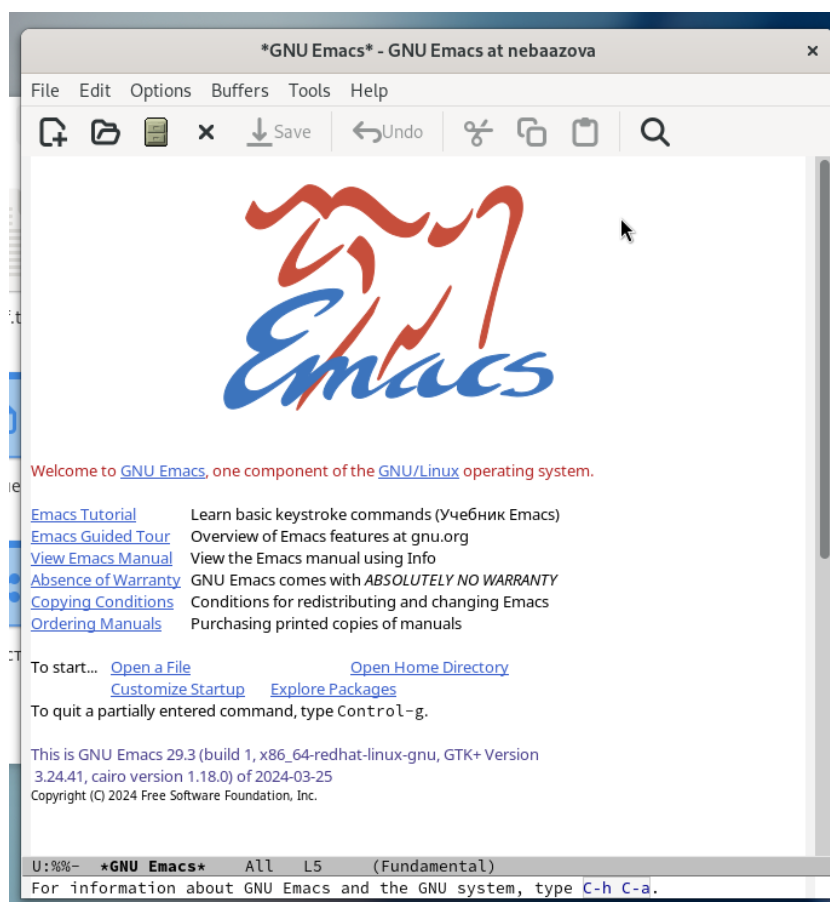 *GNU Emacs* - GNU Emacs at nebaazova
File Edit Options Buffers Tools Help
Save Undo
Emacs
Welcome to GNU Emacs, one component of the GNU/Linux operating system.
Emacs Tutorial Learn basic keystroke commands (Учебник Emacs)
Emacs Guided Tour Overview of Emacs features at gnu.org
View Emacs Manual View the Emacs manual using Info
Absence of Warranty GNU Emacs comes with ABSOLUTELY NO WARRANTY
Copying Conditions Conditions for redistributing and changing Emacs
Ordering Manuals Purchasing printed copies of manuals
To start... Open a File Open Home Directory
Customize Startup Explore Packages
To quit a partially entered command, type Control-g.
This is GNU Emacs 29.3 (build 1, x86_64-redhat-linux-gnu, GTK+ Version
3.24.41, cairo version 1.18.0) of 2024-03-25
Copyright (C) 2024 Free Software Foundation, Inc.
U:%%- *GNU Emacs* All L5 (Fundamental)
For information about GNU Emacs and the GNU system, type C-h C-a.